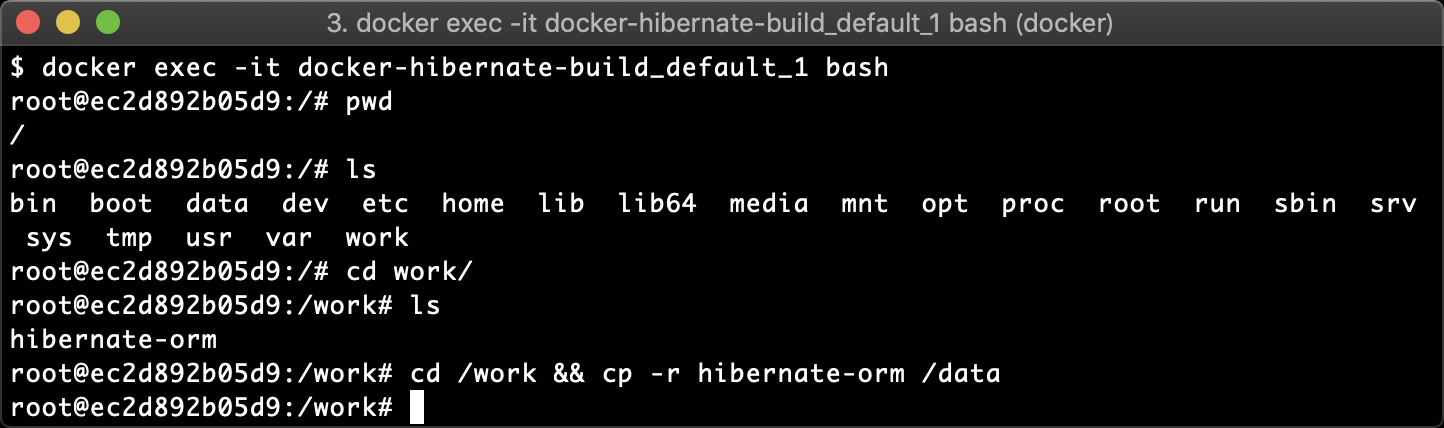 3. docker exec -it docker-hibernate-build_default_1 bash (docker)
$ docker exec -it docker-hibernate-build_default_1 bash
root@ec2d892b05d9:/# pwd
/
root@ec2d892b05d9:/# ls
bin  boot  data  dev  etc  home  lib  lib64  media  mnt  opt  proc  root  run  sbin  srv
 sys  tmp  usr  var  work
root@ec2d892b05d9:/# cd work/
root@ec2d892b05d9:/work# ls
hibernate-orm
root@ec2d892b05d9:/work# cd /work && cp -r hibernate-orm /data
root@ec2d892b05d9:/work#